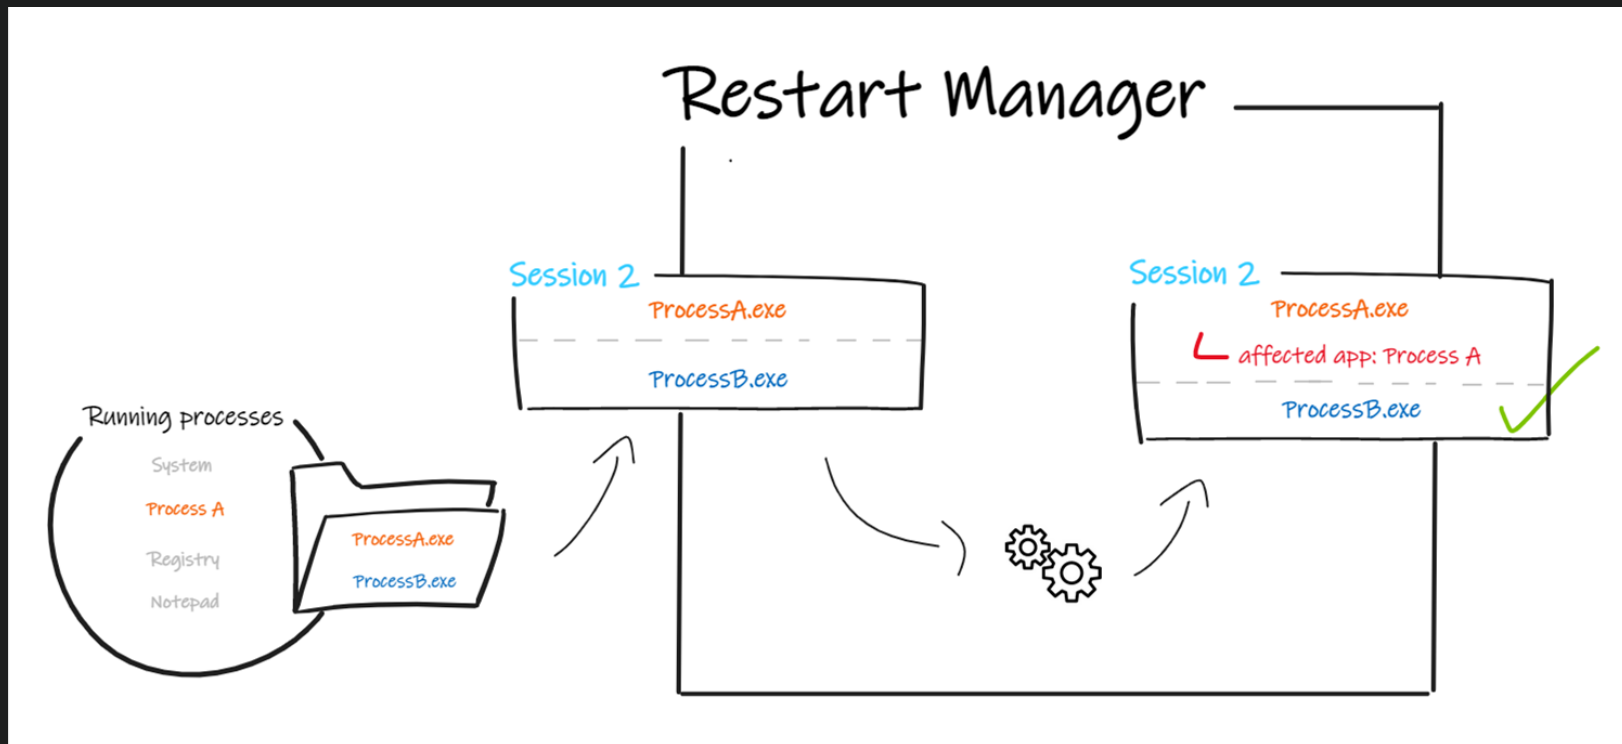 Restart Manager
Session 2
ProcessA.exe
ProcessB.exe
Session 2
ProcessA.exe
affected app: Process A
ProcessB.exe
Running processes
System
Process A
Registry
Notepad
ProcessA.exe
ProcessB.exe